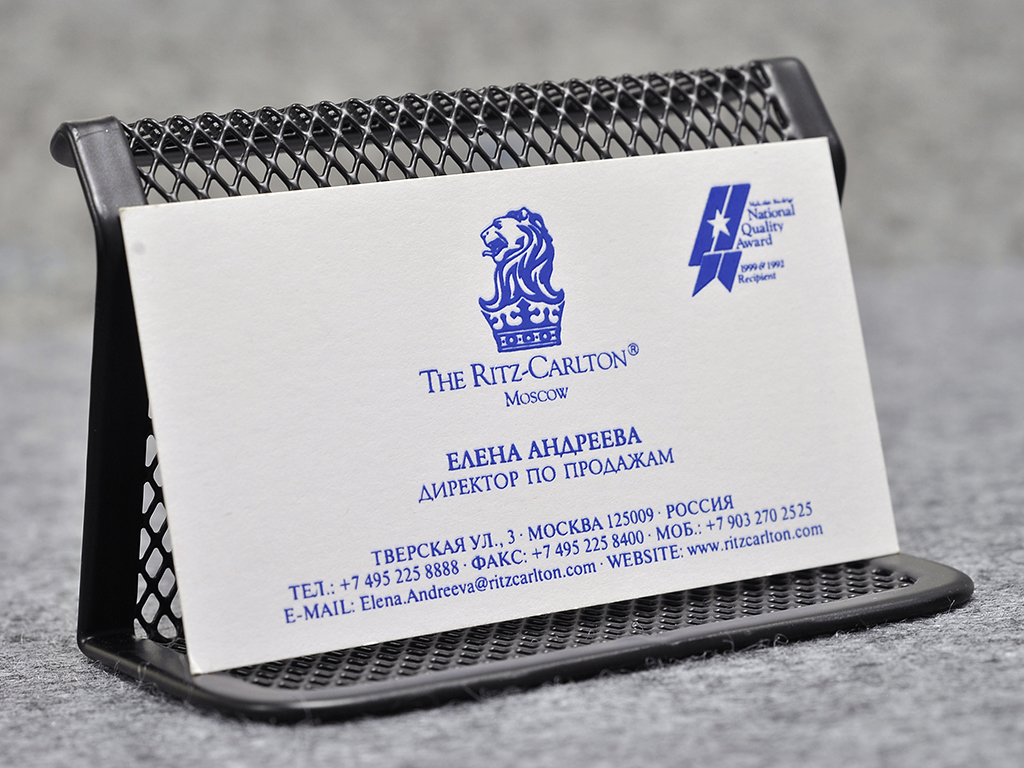 National
Quality
Award
1999 & 1992
Recipient
THE RITZ-CARLTON®
MOSCOW
ЕЛЕНА АНДРЕЕВА
ДИРЕКТОР ПО ПРОДАЖАМ
ТВЕРСКАЯ УЛ., 3 · МОСКВА 125009 · РОССИЯ
ТЕЛ.: +7 495 225 8888 · ФАКС: +7 495 225 8400 · МОБ.: +7 903 270 2525
E-MAIL: Elena.Andreeva@ritzcarlton.com · WEBSITE: www.ritzcarlton.com